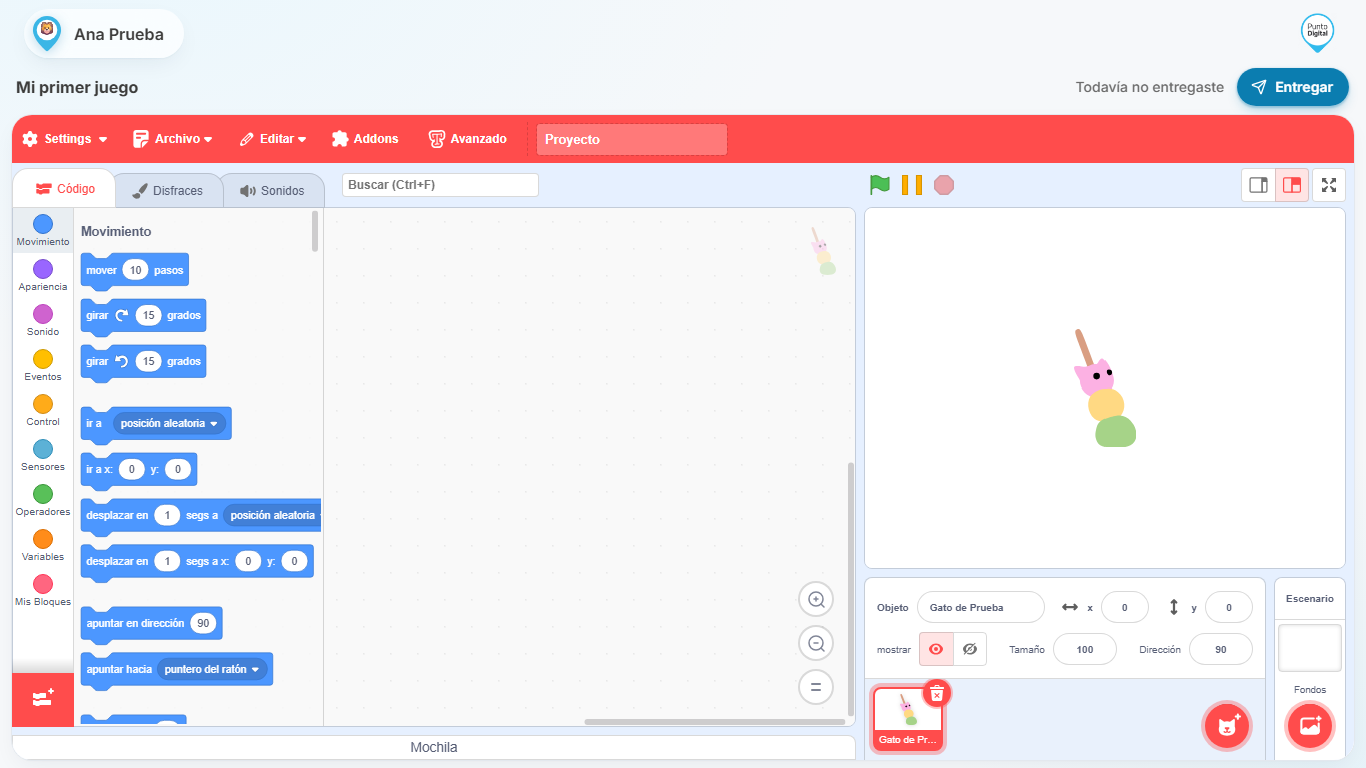 Ana Prueba
Punto
Digital
Mi primer juego
Todavía no entregaste
Entregar
Settings
Archivo
Editar
Addons
Avanzado
Proyecto
Código
Disfraces
Sonidos
Buscar (Ctrl+F)
Movimiento
Apariencia
Sonido
Eventos
Control
Sensores
Operadores
Variables
Mis Bloques
Movimiento
mover 10 pasos
girar 15 grados
girar 15 grados
ir a posición aleatoria
ir a x: 0 y: 0
desplazar en 1 segs a posición aleatoria
desplazar en 1 segs a x: 0 y: 0
apuntar en dirección 90
apuntar hacia puntero del ratón
Mochila
Objeto Gato de Prueba x 0 y 0
mostrar Tamaño 100 Dirección 90
Gato de Pr...
Escenario
Fondos